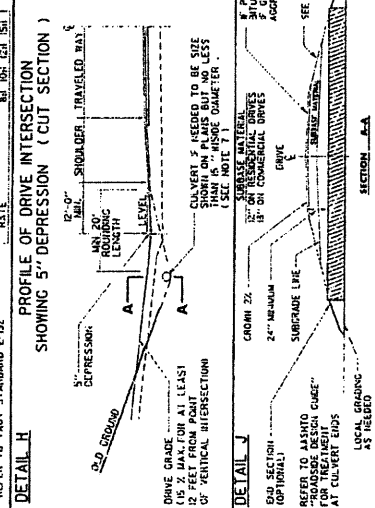 DETAIL H
PROFILE OF DRIVE INTERSECTION
SHOWING 5" DEPRESSION ( CUT SECTION )
12'-0"
MIN.
SHOULDER
TRAVELED WAY
MIN 20'
ROUNDING
LENGTH
LEVEL
5"
DEPRESSION
A
A
OLD GROUND
CULVERT IF NEEDED TO BE SIZE
SHOWN ON PLANS BUT NO LESS
THAN 15" INSIDE DIAMETER
( SEE NOTE 7 )
DRIVE GRADE
(15 % MAX. FOR AT LEAST
12 FEET FROM POINT
OF VERTICAL INTERSECTION)
DETAIL J
SUBBASE MATERIAL
12" ON RESIDENTIAL DRIVES
18" ON COMMERCIAL DRIVES
DRIVE
CROWN 2%
24" MINIMUM
SUBGRADE LINE
SUBBASE MATERIAL
SEE
END SECTION
(OPTIONAL)
REFER TO AASHTO
"ROADSIDE DESIGN GUIDE"
FOR TREATMENT
AT CULVERT ENDS
LOCAL GRADING
AS NEEDED
SECTION A-A